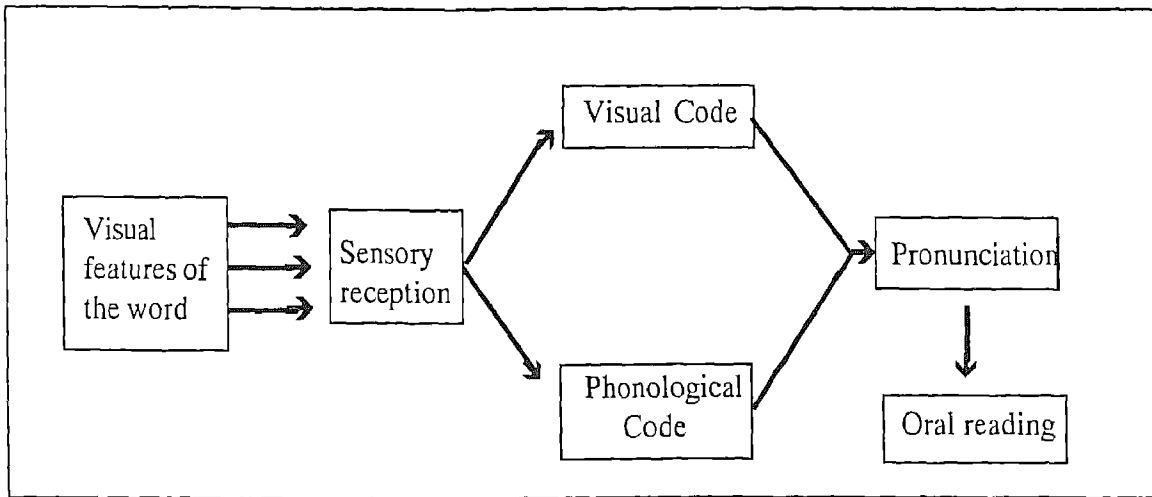 Visual
features of
the word
Sensory
reception
Visual Code
Phonological
Code
Pronunciation
Oral reading